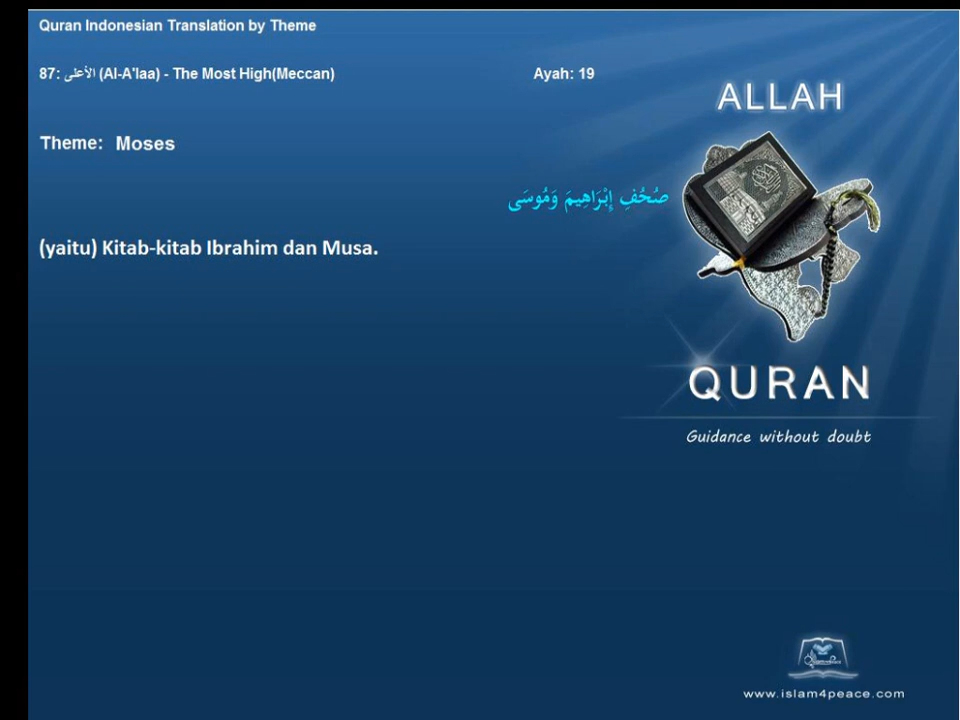 Quran Indonesian Translation by Theme
87: الأعلى (Al-A'laa) - The Most High(Meccan) Ayah: 19
ALLAH
Theme: Moses
صُحُفِ إِبْرَاهِيمَ وَمُوسَى
(yaitu) Kitab-kitab Ibrahim dan Musa.
QURAN
Guidance without doubt
www.islam4peace.com